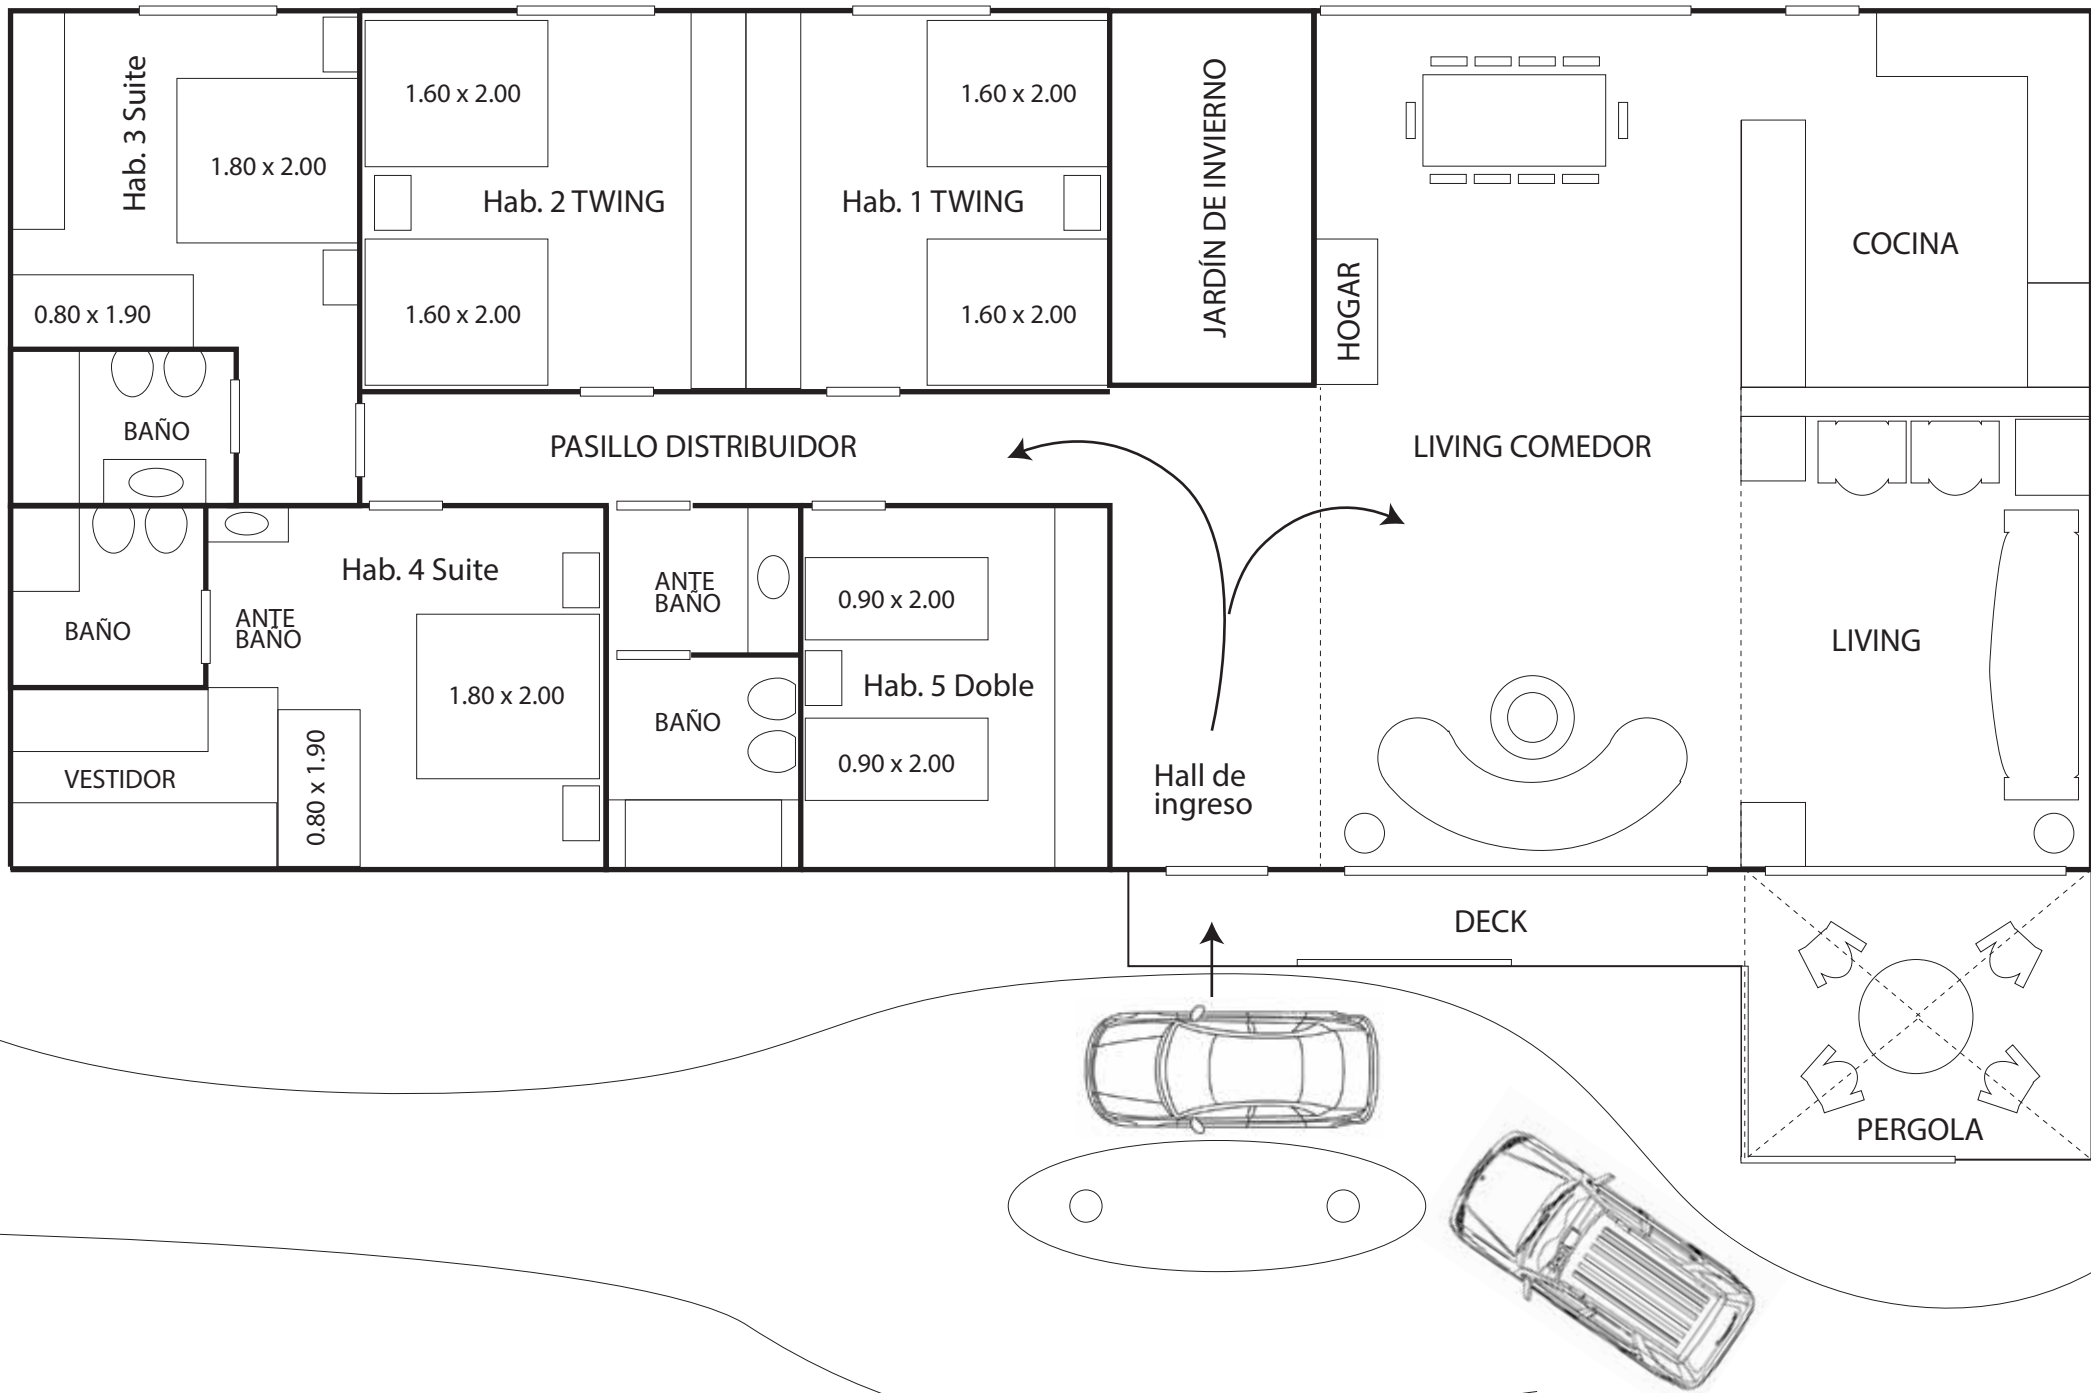 Hab. 3 Suite
1.80 x 2.00
0.80 x 1.90
BAÑO
1.60 x 2.00
Hab. 2 TWING
1.60 x 2.00
1.60 x 2.00
Hab. 1 TWING
1.60 x 2.00
JARDÍN DE INVIERNO
HOGAR
COCINA
PASILLO DISTRIBUIDOR
LIVING COMEDOR
BAÑO
ANTE
BAÑO
Hab. 4 Suite
1.80 x 2.00
VESTIDOR
0.80 x 1.90
ANTE
BAÑO
BAÑO
0.90 x 2.00
Hab. 5 Doble
0.90 x 2.00
Hall de
ingreso
LIVING
DECK
PERGOLA